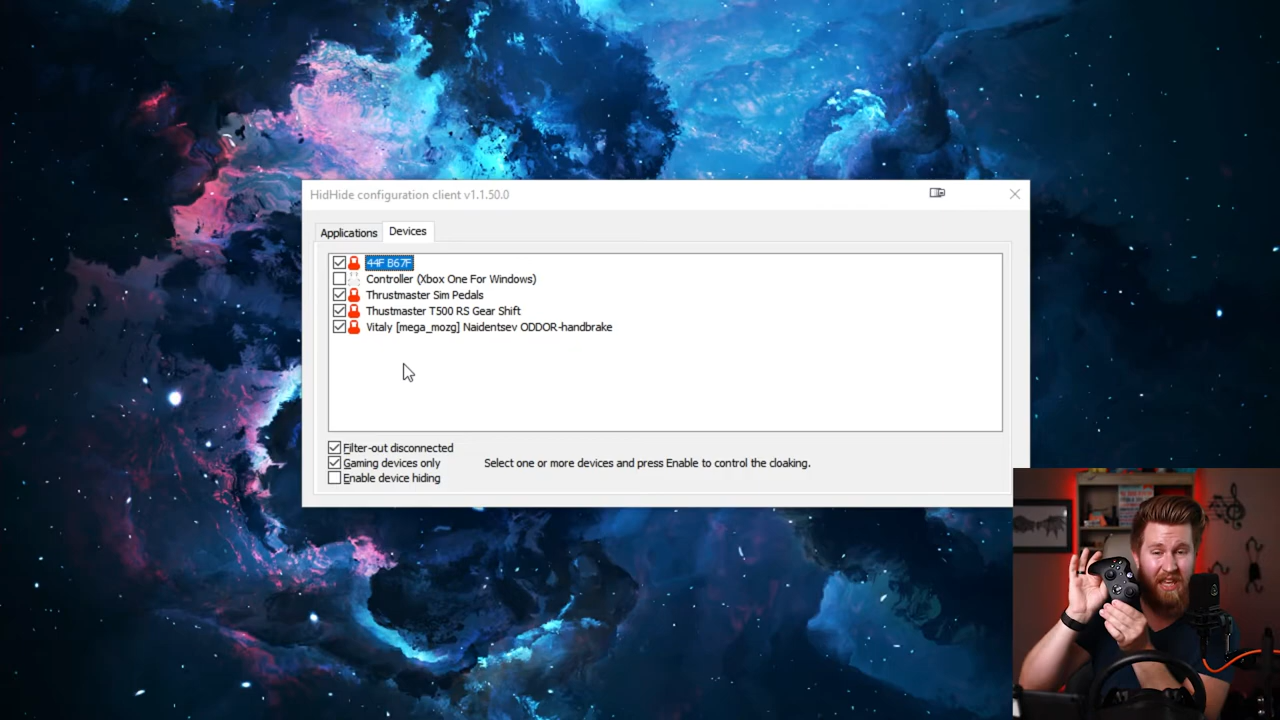 HidHide configuration client v1.1.50.0
Applications
Devices
44F B67F
Controller (Xbox One For Windows)
Thrustmaster Sim Pedals
Thustmaster T500 RS Gear Shift
Vitaly [mega_mozg] Naidentsev ODDOR-handbrake
Filter-out disconnected
Gaming devices only
Select one or more devices and press Enable to control the cloaking.
Enable device hiding